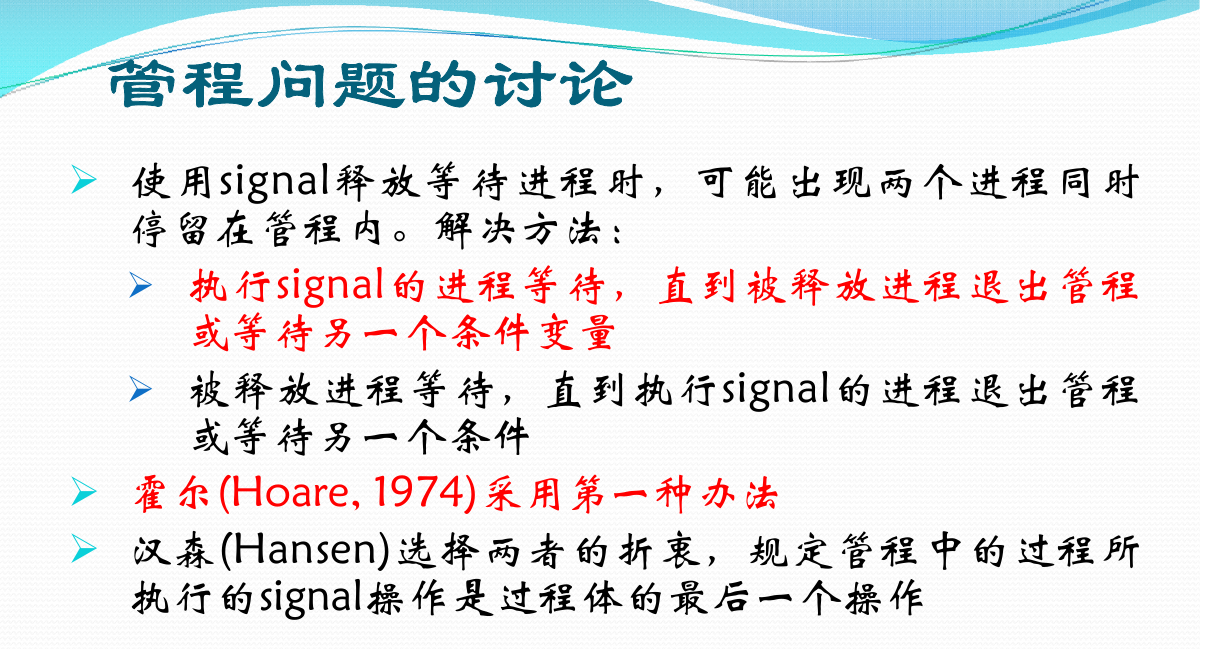 管程问题的讨论
使用signal释放等待进程时，可能出现两个进程同时
停留在管程内。解决方法：
执行signal的进程等待，直到被释放进程退出管程
或等待另一个条件变量
被释放进程等待，直到执行signal的进程退出管程
或等待另一个条件
霍尔(Hoare, 1974)采用第一种办法
汉森(Hansen)选择两者的折衷，规定管程中的过程所
执行的signal操作是过程体的最后一个操作